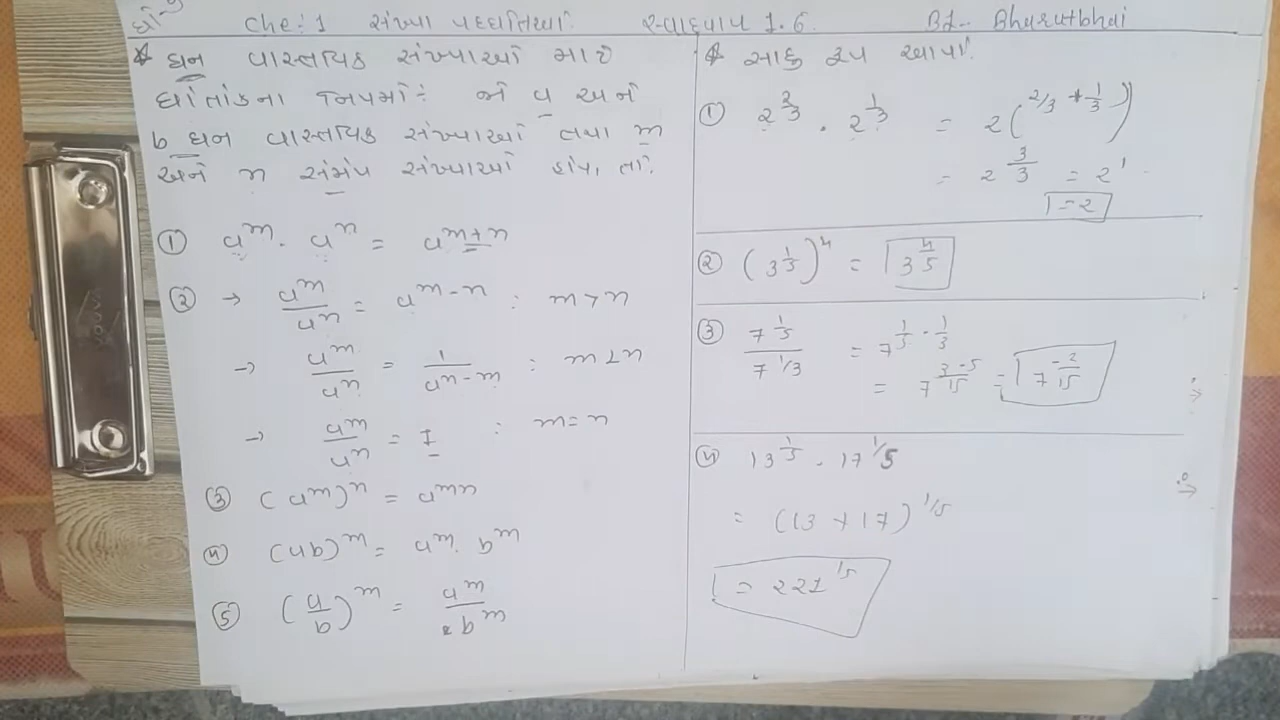 ધો-9 Che: 1 સંખ્યા પદ્ધતિઓ. સ્વાધ્યાય 1.6. By- Bharutbhai
* ઘન વાસ્તવિક સંખ્યાઓ માટે
ઘાતાંકના નિયમો: જો a અને
b ઘન વાસ્તવિક સંખ્યાઓ તથા m
અને n સંમેય સંખ્યાઓ હોય, તો.
① a^m · a^n = a^(m+n)
② → a^m/a^n = a^(m-n) : m > n
→ a^m/a^n = 1/a^(n-m) : m < n
→ a^m/a^n = 1 : m = n
③ (a^m)^n = a^(mn)
④ (ab)^m = a^m · b^m
⑤ (a/b)^m = a^m/b^m
* સાદુ રૂપ આપો.
① 2^(2/3) · 2^(1/3) = 2(^(2/3 + 1/3))
= 2^(3/3) = 2^1
= 2
② (3^(1/5))^4 = 3^(4/5)
③ 7^(1/5)/7^(1/3) = 7^(1/5 - 1/3)
= 7^((3-5)/15) = 7^(-2/15)
④ 13^(1/5) · 17^(1/5)
= (13 × 17)^(1/5)
= 221^(1/5)